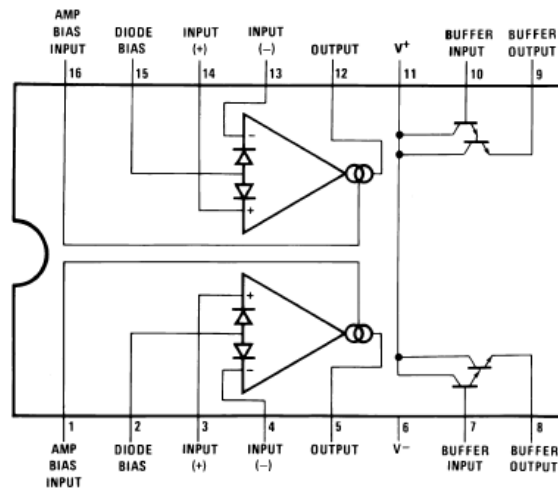 AMP
BIAS
INPUT
DIODE
BIAS
INPUT
(+)
INPUT
(−)
OUTPUT
V+
BUFFER
INPUT
BUFFER
OUTPUT
16 15 14 13 12 11 10 9
−
+
+
−
1 2 3 4 5 6 7 8
AMP
BIAS
INPUT
DIODE
BIAS
INPUT
(+)
INPUT
(−)
OUTPUT
V−
BUFFER
INPUT
BUFFER
OUTPUT